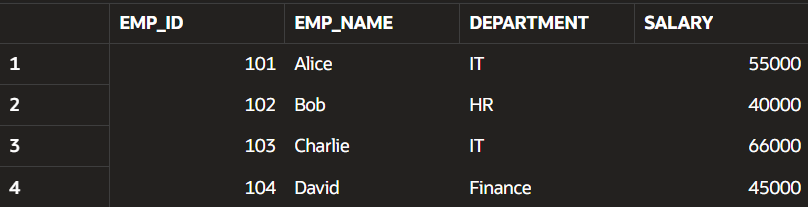 EMP_ID EMP_NAME DEPARTMENT SALARY
1 101 Alice IT 55000
2 102 Bob HR 40000
3 103 Charlie IT 66000
4 104 David Finance 45000